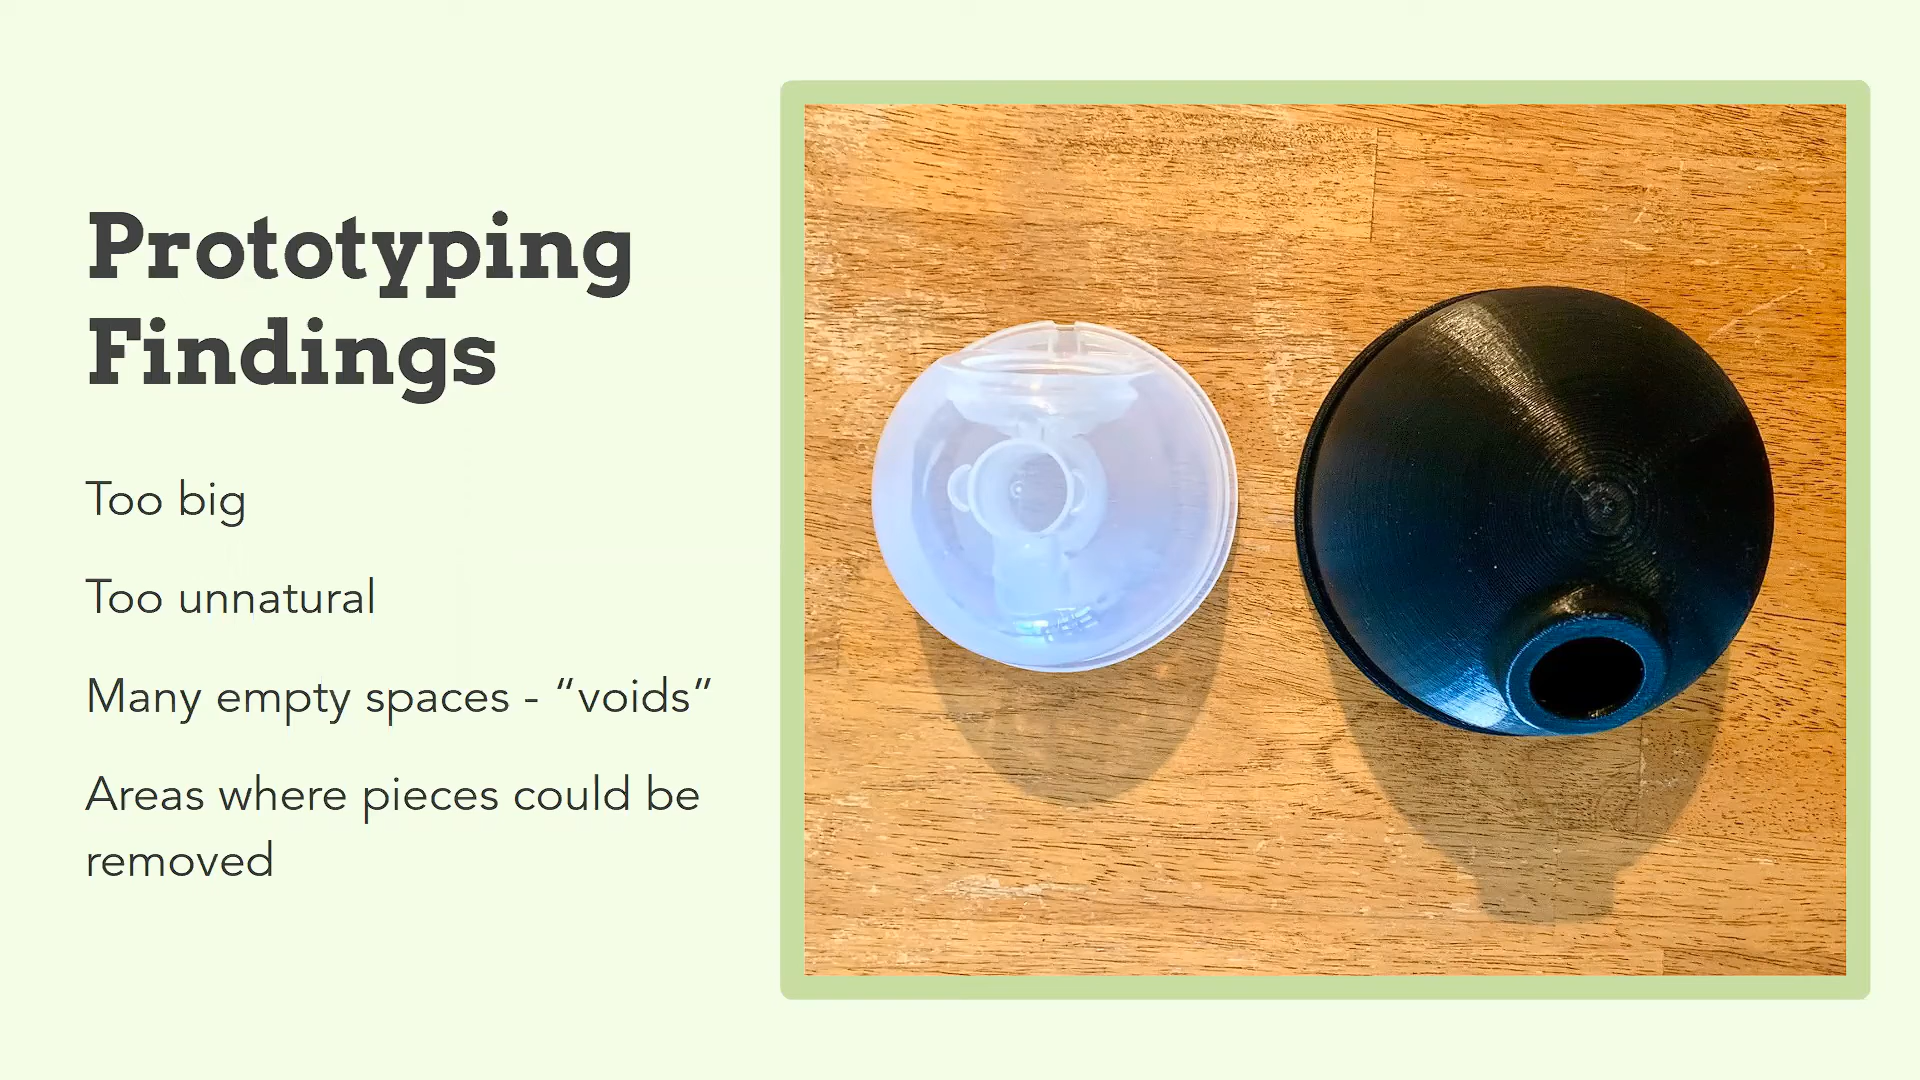 Prototyping
Findings
Too big
Too unnatural
Many empty spaces - “voids”
Areas where pieces could be
removed